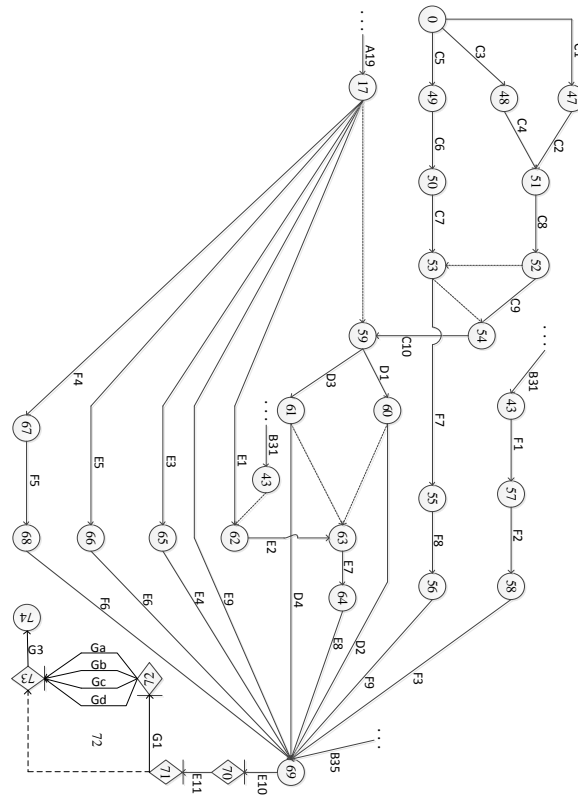 . . .
0
C1
A19
C5
C3
17
49
48
47
C6
C4
C2
50
51
C7
C8
53
52
C9
. . .
59
C10
54
B31
D3
D1
F4
61
60
43
. . .
F7
F1
67
E5
E3
E1
B31
43
55
57
F5
F8
F2
68
66
65
62
E2
63
E7
64
56
58
F6
E6
E4
E9
D4
E8
D2
F9
F3
74
G3
73
Ga
Gb
Gc
Gd
72
72
G1
71
E11
70
E10
69
B35
. . .